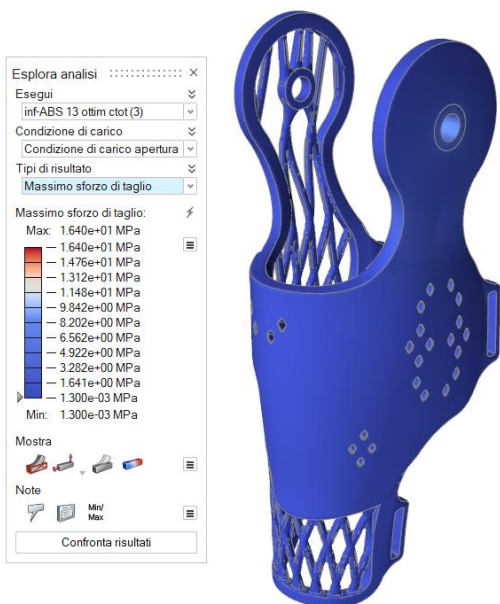 Esplora analisi
Esegui
inf-ABS 13 ottim ctot (3)
Condizione di carico
Condizione di carico apertura
Tipi di risultato
Massimo sforzo di taglio
Massimo sforzo di taglio:
Max: 1.640e+01 MPa
1.640e+01 MPa
1.476e+01 MPa
1.312e+01 MPa
1.148e+01 MPa
9.842e+00 MPa
8.202e+00 MPa
6.562e+00 MPa
4.922e+00 MPa
3.282e+00 MPa
1.641e+00 MPa
1.300e-03 MPa
Min: 1.300e-03 MPa
Mostra
Note
Min/
Max
Confronta risultati